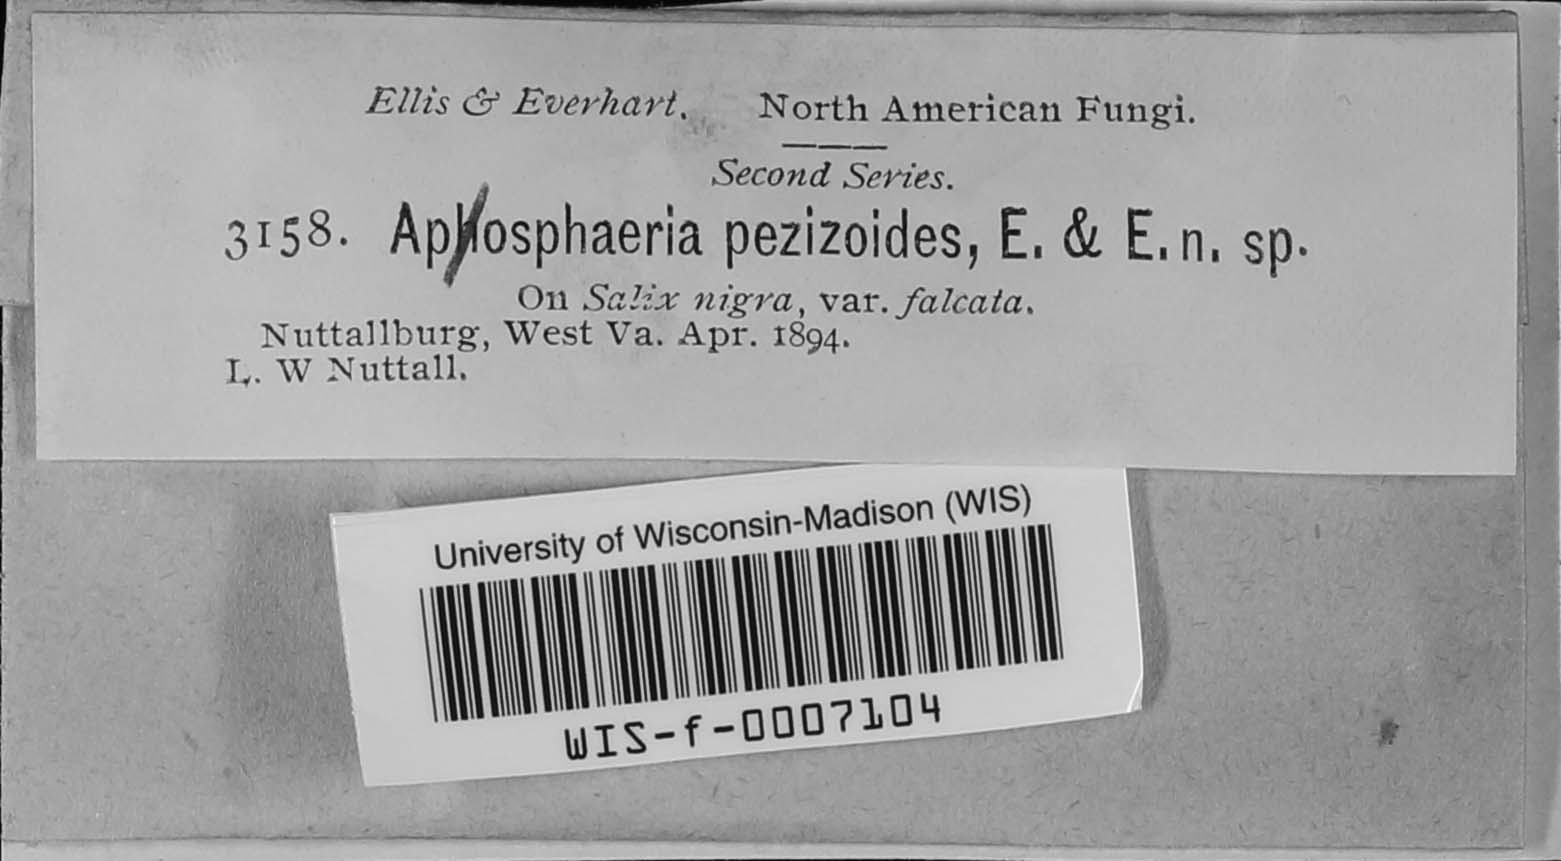 Ellis & Everhart. North American Fungi.
Second Series.
3158. Aphosphaeria pezizoides, E. & E. n. sp.
On Salix nigra, var. falcata.
Nuttallburg, West Va. Apr. 1894.
L. W Nuttall.
University of Wisconsin-Madison (WIS)
WIS-f-0007104